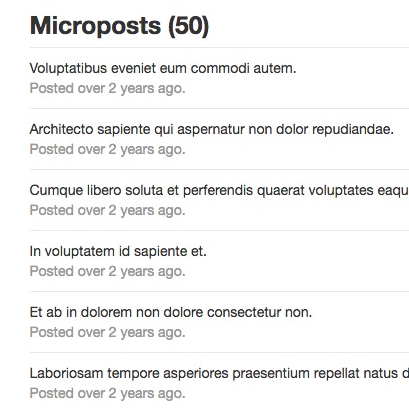 Microposts (50)
Voluptatibus eveniet eum commodi autem.
Posted over 2 years ago.
Architecto sapiente qui aspernatur non dolor repudiandae.
Posted over 2 years ago.
Cumque libero soluta et perferendis quaerat voluptates eaqu
Posted over 2 years ago.
In voluptatem id sapiente et.
Posted over 2 years ago.
Et ab in dolorem non dolore consectetur non.
Posted over 2 years ago.
Laboriosam tempore asperiores praesentium repellat natus d
Posted over 2 years ago.